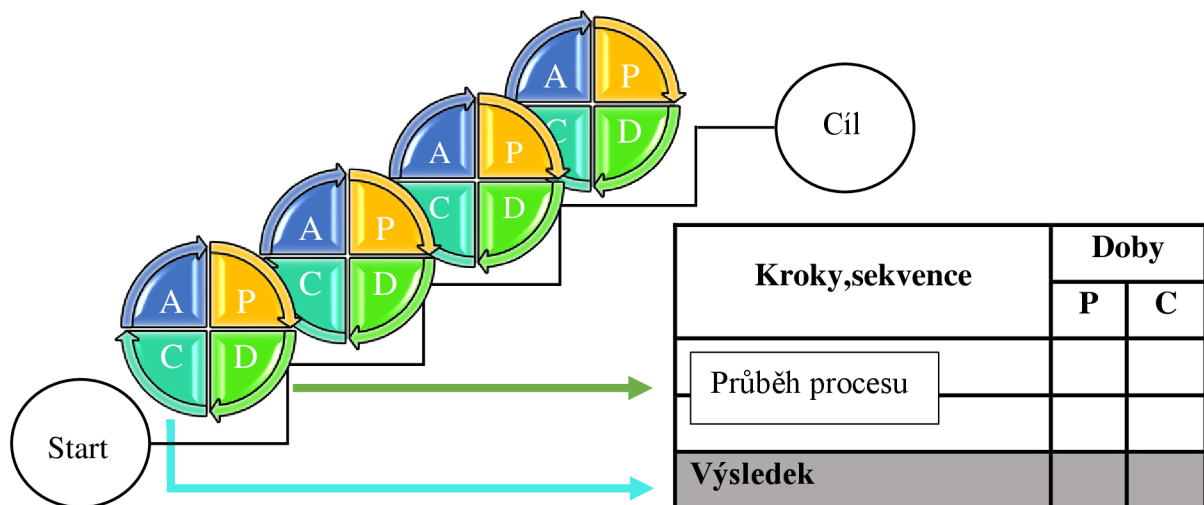 A P
C D
A P
C D
A P
C D
A P
C D
Start
Cíl
Kroky,sekvence
Doby
P C
Průběh procesu
Výsledek